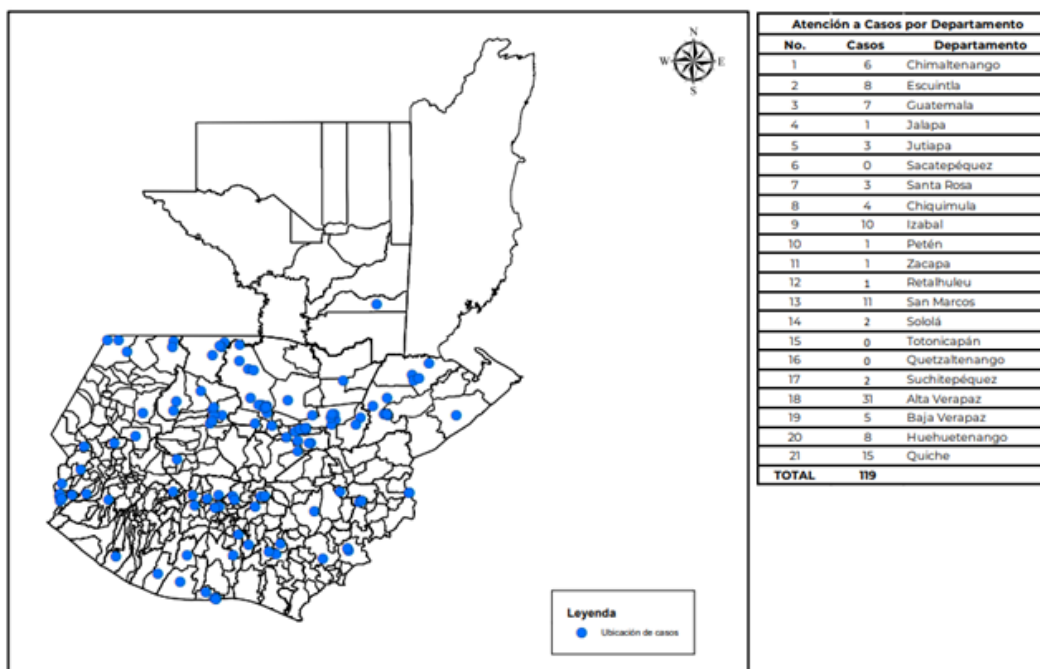 N
W E
S
Leyenda
Ubicación de casos
Atención a Casos por Departamento
No. Casos Departamento
1 6 Chimaltenango
2 8 Escuintla
3 7 Guatemala
4 1 Jalapa
5 3 Jutiapa
6 0 Sacatepéquez
7 3 Santa Rosa
8 4 Chiquimula
9 10 Izabal
10 1 Petén
11 1 Zacapa
12 1 Retalhuleu
13 11 San Marcos
14 2 Sololá
15 0 Totonicapán
16 0 Quetzaltenango
17 2 Suchitepéquez
18 31 Alta Verapaz
19 5 Baja Verapaz
20 8 Huehuetenango
21 15 Quiche
TOTAL 119